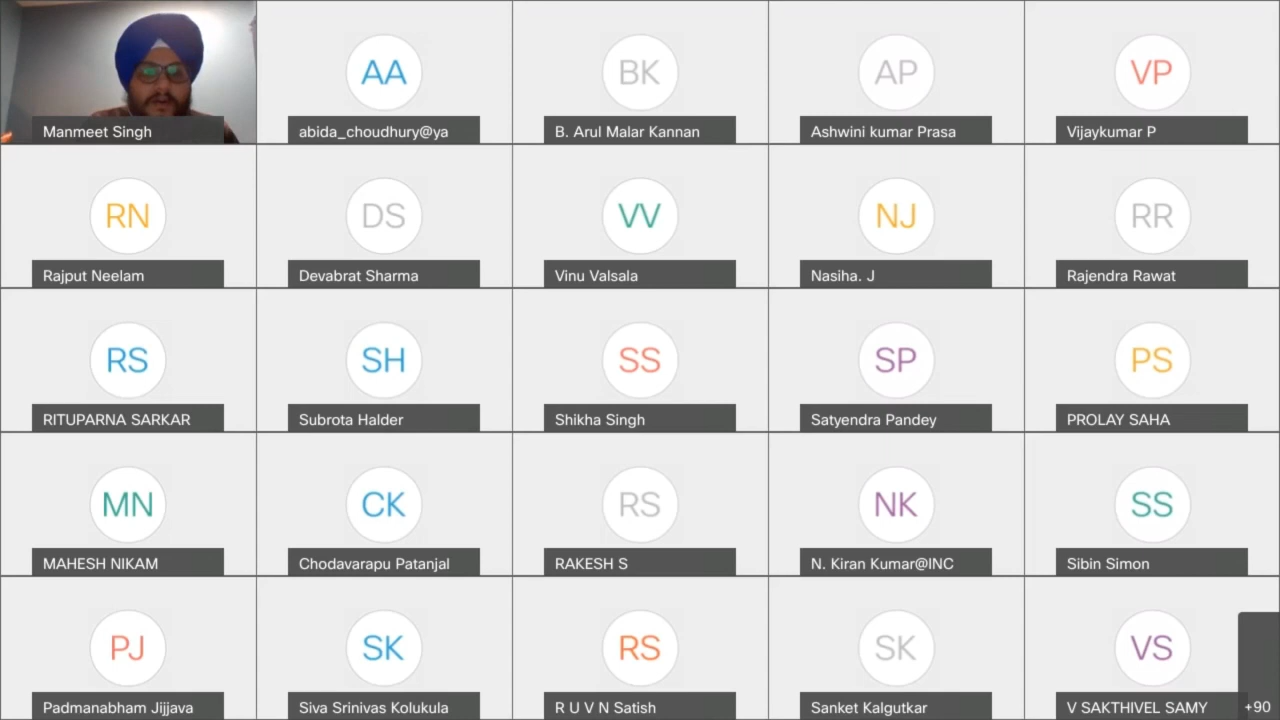 Manmeet Singh
AA
abida_choudhury@ya
BK
B. Arul Malar Kannan
AP
Ashwini kumar Prasa
VP
Vijaykumar P
RN
Rajput Neelam
DS
Devabrat Sharma
VV
Vinu Valsala
NJ
Nasiha. J
RR
Rajendra Rawat
RS
RITUPARNA SARKAR
SH
Subrota Halder
SS
Shikha Singh
SP
Satyendra Pandey
PS
PROLAY SAHA
MN
MAHESH NIKAM
CK
Chodavarapu Patanjal
RS
RAKESH S
NK
N. Kiran Kumar@INC
SS
Sibin Simon
PJ
Padmanabham Jijjava
SK
Siva Srinivas Kolukula
RS
R U V N Satish
SK
Sanket Kalgutkar
VS
V SAKTHIVEL SAMY
+90